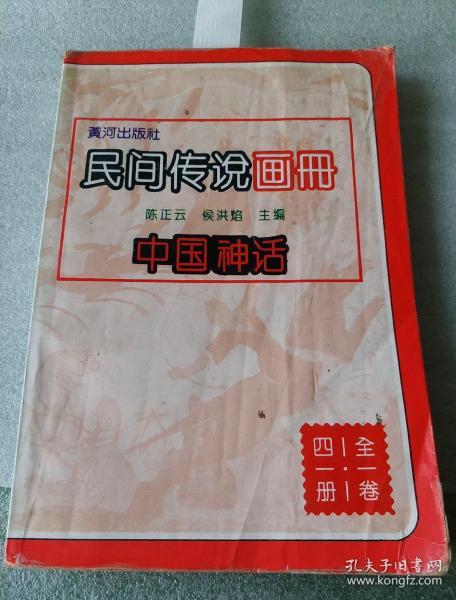 黄河出版社
民间传说画册
陈正云 侯洪焰 主编
中国神话
全一卷
四一册
孔夫子旧书网
www.kongfz.com